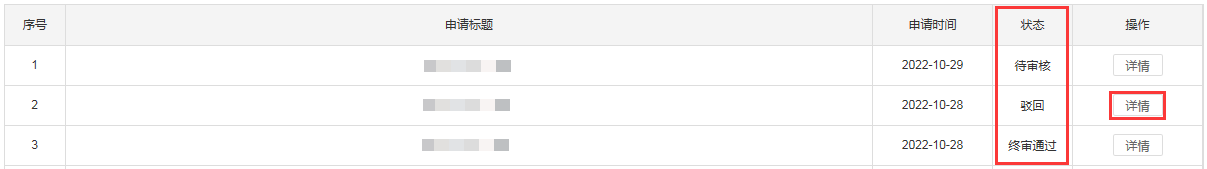 序号 申请标题 申请时间 状态 操作
1 2022-10-29 待审核 详情
2 2022-10-28 驳回 详情
3 2022-10-28 终审通过 详情